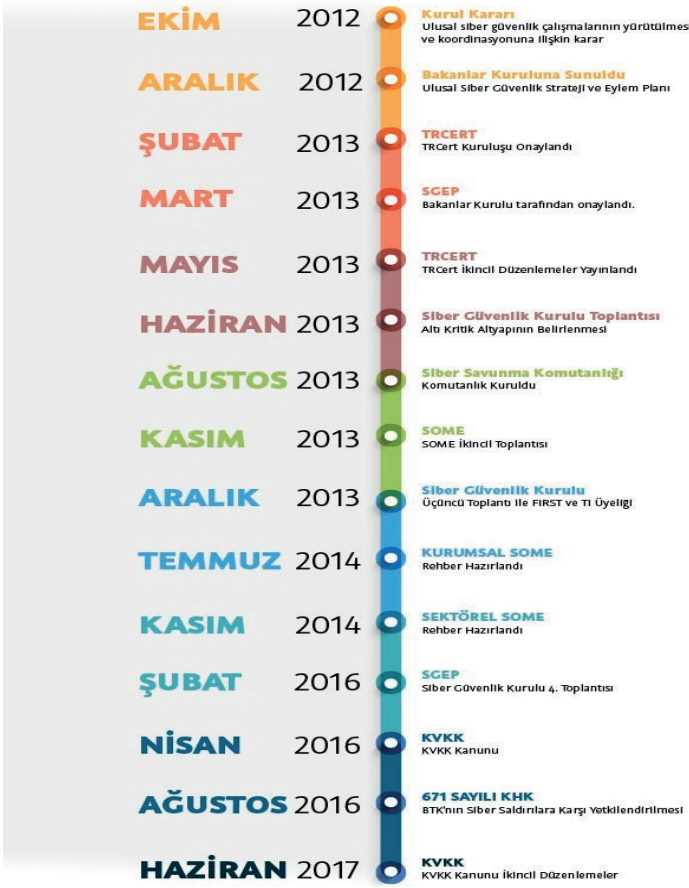 EKİM 2012
Kurul Kararı
Ulusal siber güvenlik çalışmalarının yürütülmesi
ve koordinasyonuna ilişkin karar
ARALIK 2012
Bakanlar Kuruluna Sunuldu
Ulusal Siber Güvenlik Strateji ve Eylem Planı
ŞUBAT 2013
TRCERT
TRCert Kuruluşu Onaylandı
MART 2013
SGEP
Bakanlar Kurulu tarafından onaylandı.
MAYIS 2013
TRCERT
TRCert İkincil Düzenlemeler Yayınlandı
HAZİRAN 2013
Siber Güvenlik Kurulu Toplantısı
Altı Kritik Altyapının Belirlenmesi
AĞUSTOS 2013
Siber Savunma Komutanlığı
Komutanlık Kuruldu
KASIM 2013
SOME
SOME İkincil Toplantısı
ARALIK 2013
Siber Güvenlik Kurulu
Üçüncü Toplantı ile FIRST ve TI Üyeliği
TEMMUZ 2014
KURUMSAL SOME
Rehber Hazırlandı
KASIM 2014
SEKTÖREL SOME
Rehber Hazırlandı
ŞUBAT 2016
SGEP
Siber Güvenlik Kurulu 4. Toplantısı
NİSAN 2016
KVKK
KVKK Kanunu
AĞUSTOS 2016
671 SAYILI KHK
BTK'nın Siber Saldırılara Karşı Yetkilendirilmesi
HAZİRAN 2017
KVKK
KVKK Kanunu İkincil Düzenlemeler